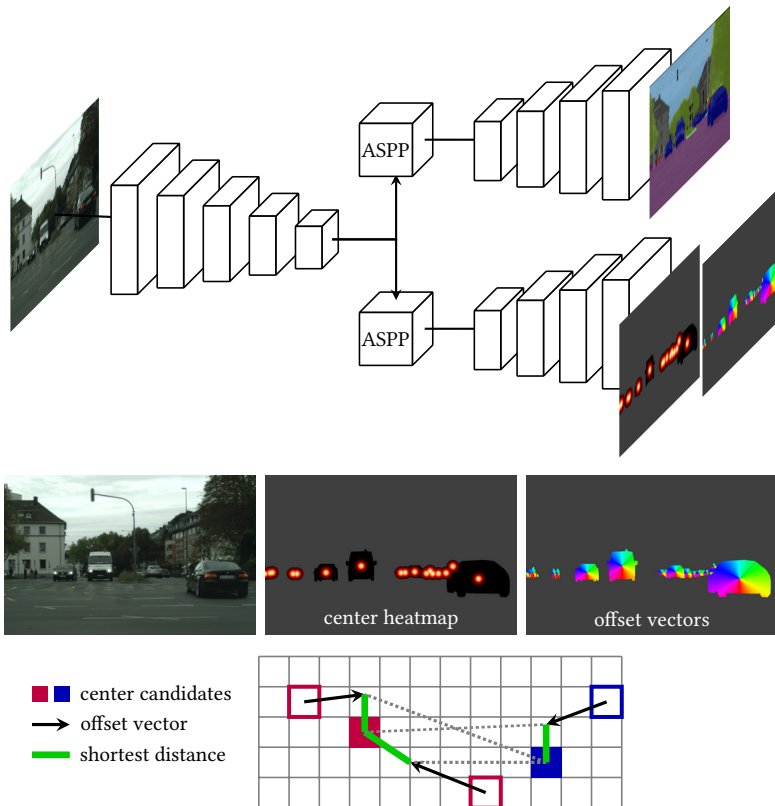 ASPP
ASPP
center heatmap
offset vectors
center candidates
offset vector
shortest distance